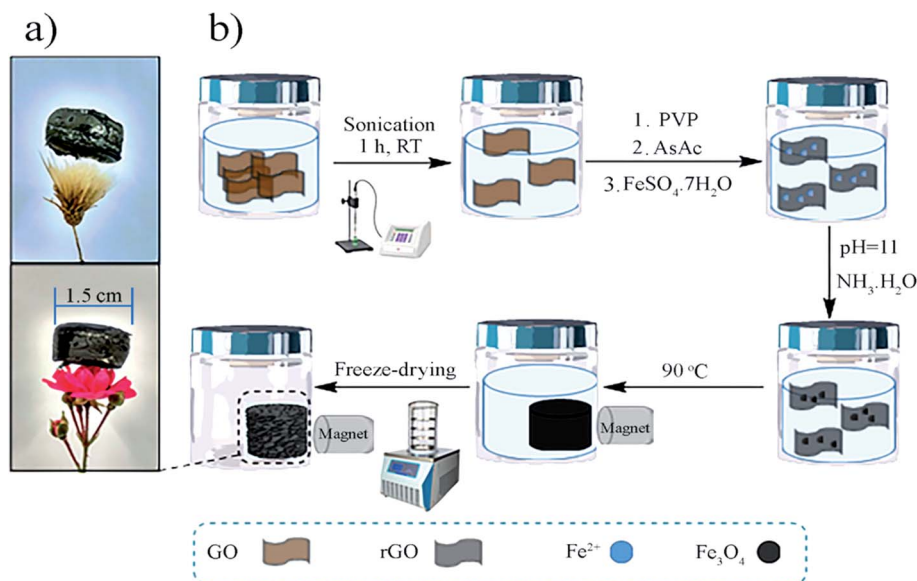 a)
b)
1.5 cm
Sonication
1 h, RT
1. PVP
2. AsAc
3. FeSO₄.7H₂O
pH=11
NH₃.H₂O
90 °C
Magnet
Freeze-drying
Magnet
GO
rGO
Fe²⁺
Fe₃O₄